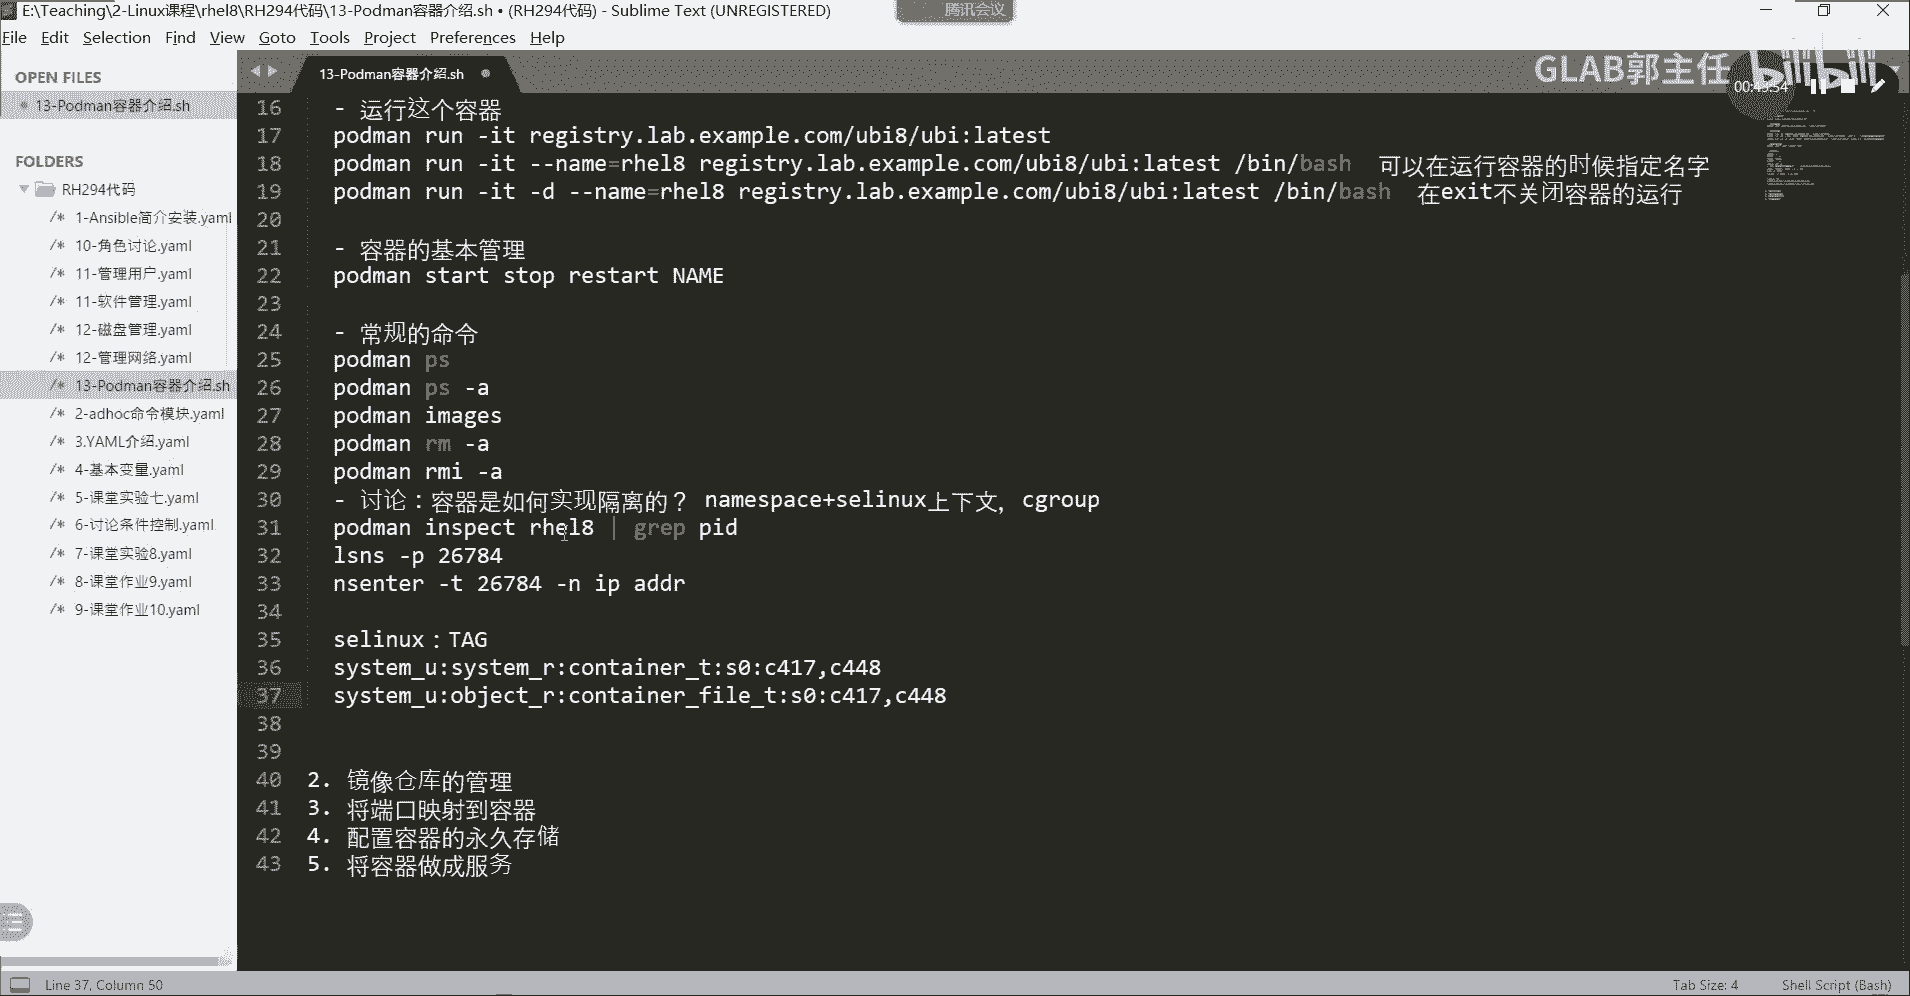 E:\Teaching\2-Linux课程\rhel8\RH294代码\13-Podman容器介绍.sh • (RH294代码) - Sublime Text (UNREGISTERED)
腾讯会议
File Edit Selection Find View Goto Tools Project Preferences Help
GLAB郭主任 bilibili
OPEN FILES
13-Podman容器介绍.sh
FOLDERS
RH294代码
/* 1-Ansible简介安装.yaml
/* 10-角色讨论.yaml
/* 11-管理用户.yaml
/* 11-软件管理.yaml
/* 12-磁盘管理.yaml
/* 12-管理网络.yaml
/* 13-Podman容器介绍.sh
/* 2-adhoc命令模块.yaml
/* 3.YAML介绍.yaml
/* 4-基本变量.yaml
/* 5-课堂实验七.yaml
/* 6-讨论条件控制.yaml
/* 7-课堂实验8.yaml
/* 8-课堂作业9.yaml
/* 9-课堂作业10.yaml
13-Podman容器介绍.sh
16 - 运行这个容器
17 podman run -it registry.lab.example.com/ubi8/ubi:latest
18 podman run -it --name=rhel8 registry.lab.example.com/ubi8/ubi:latest /bin/bash 可以在运行容器的时候指定名字
19 podman run -it -d --name=rhel8 registry.lab.example.com/ubi8/ubi:latest /bin/bash 在exit不关闭容器的运行
20
21 - 容器的基本管理
22 podman start stop restart NAME
23
24 - 常规的命令
25 podman ps
26 podman ps -a
27 podman images
28 podman rm -a
29 podman rmi -a
30 - 讨论：容器是如何实现隔离的？ namespace+selinux上下文，cgroup
31 podman inspect rhel8 | grep pid
32 lsns -p 26784
33 nsenter -t 26784 -n ip addr
34
35 selinux：TAG
36 system_u:system_r:container_t:s0:c417,c448
37 system_u:object_r:container_file_t:s0:c417,c448
38
39
40 2. 镜像仓库的管理
41 3. 将端口映射到容器
42 4. 配置容器的永久存储
43 5. 将容器做成服务
Line 37, Column 50
Tab Size: 4
Shell Script (Bash)